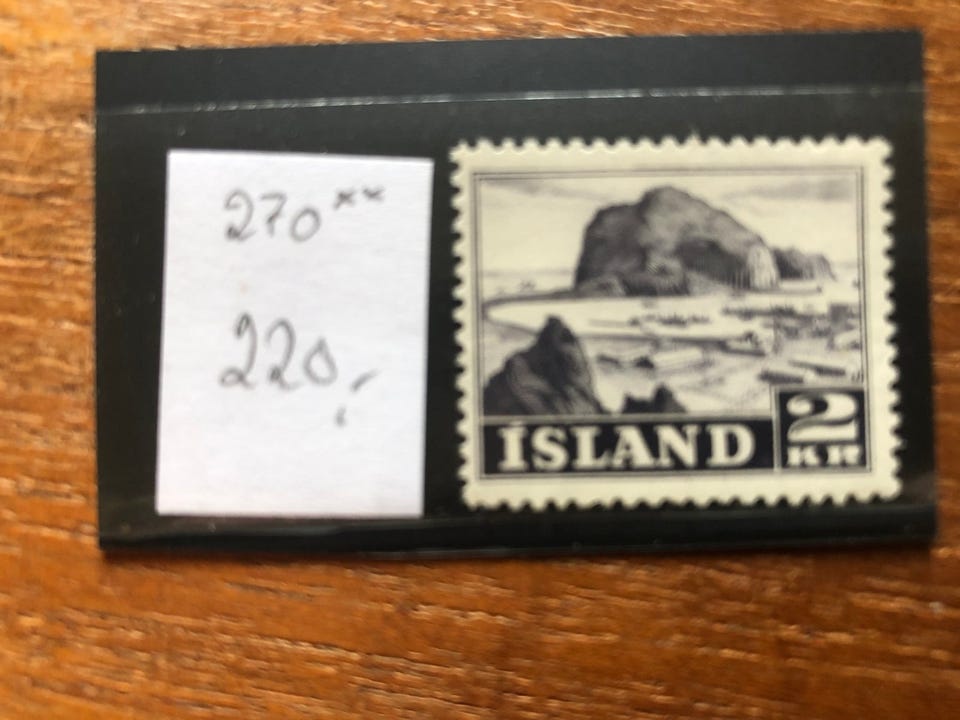 270**
220,-
ÍSLAND
2
KR